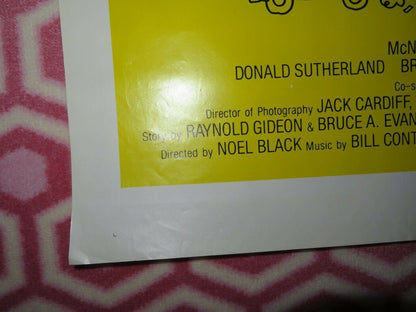 McN
DONALD SUTHERLAND BR
Co-s
Director of Photography JACK CARDIFF,
Story by RAYNOLD GIDEON & BRUCE A. EVAN
Directed by NOEL BLACK Music by BILL CONT